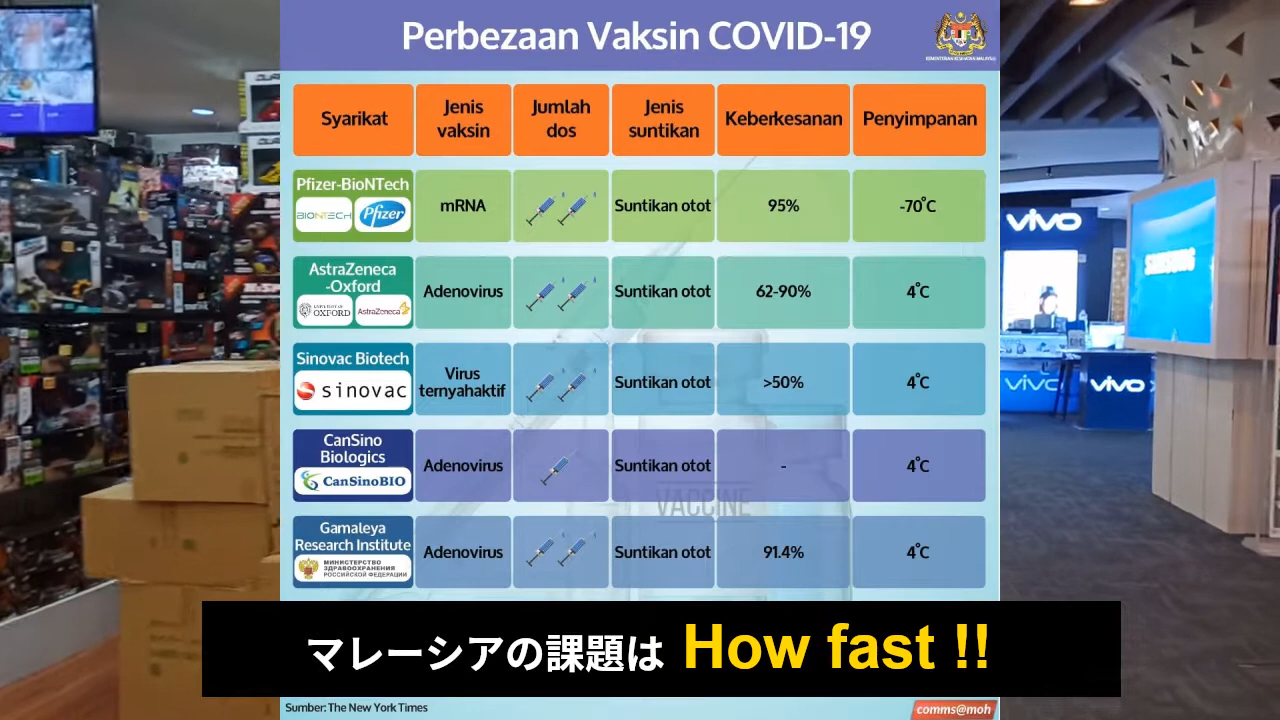 Perbezaan Vaksin COVID-19
KEMENTERIAN KESIHATAN MALAYSIA
Syarikat
Jenis vaksin
Jumlah dos
Jenis suntikan
Keberkesanan
Penyimpanan
Pfizer-BioNTech
BIONTECH
Pfizer
mRNA
Suntikan otot
95%
-70°C
AstraZeneca
-Oxford
UNIVERSITY OF
OXFORD
AstraZeneca
Adenovirus
Suntikan otot
62-90%
4°C
Sinovac Biotech
sinovac
Virus
ternyahaktif
Suntikan otot
>50%
4°C
CanSino
Biologics
CanSinoBIO
Adenovirus
Suntikan otot
-
4°C
Gamaleya
Research Institute
МИНИСТЕРСТВО
ЗДРАВООХРАНЕНИЯ
РОССИЙСКОЙ ФЕДЕРАЦИИ
Adenovirus
Suntikan otot
91.4%
4°C
VACCINE
vivo
SAMSUNG
vivo
vivo
マレーシアの課題は How fast !!
Sumber: The New York Times
comms@moh